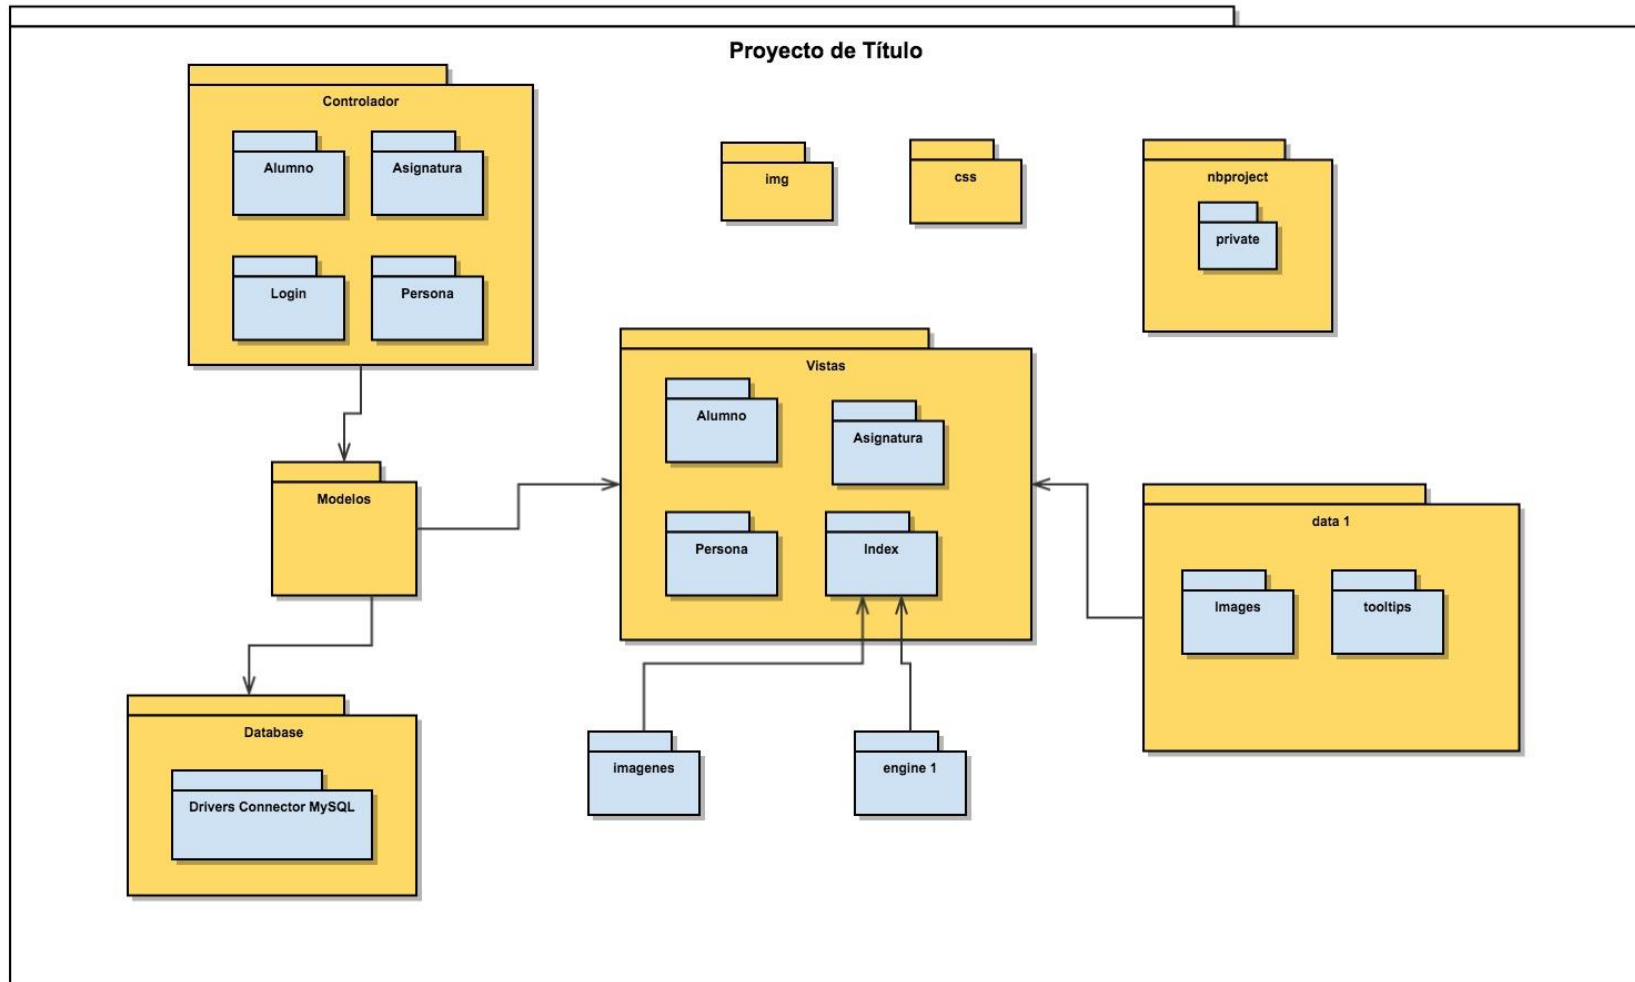 Proyecto de Título
Controlador
Alumno
Asignatura
Login
Persona
img
css
nbproject
private
Vistas
Alumno
Asignatura
Persona
Index
Modelos
data 1
Images
tooltips
Database
Drivers Connector MySQL
imagenes
engine 1